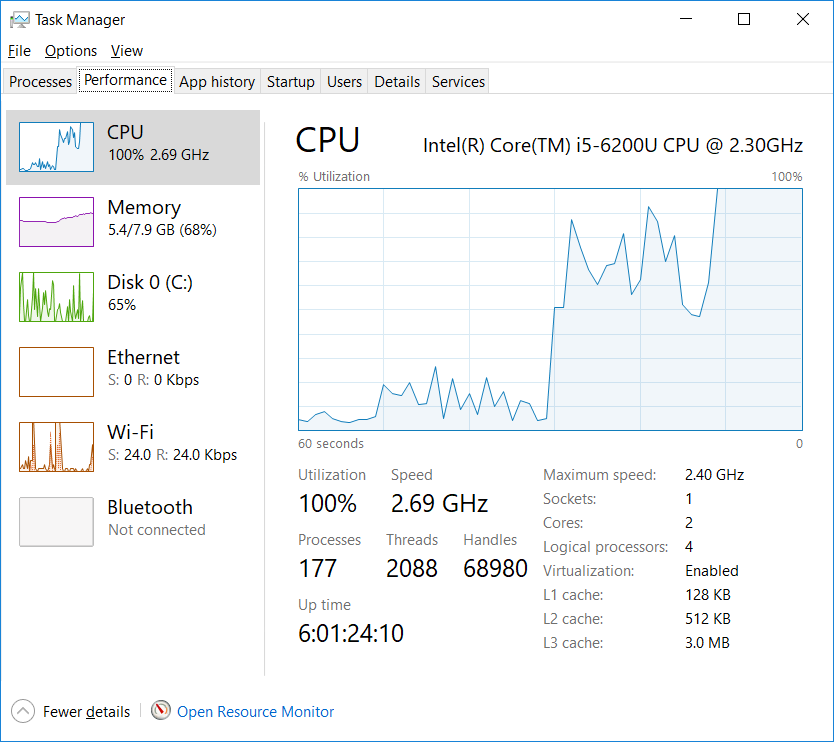 Task Manager
File Options View
Processes Performance App history Startup Users Details Services
CPU
100% 2.69 GHz
Memory
5.4/7.9 GB (68%)
Disk 0 (C:)
65%
Ethernet
S: 0 R: 0 Kbps
Wi-Fi
S: 24.0 R: 24.0 Kbps
Bluetooth
Not connected
CPU Intel(R) Core(TM) i5-6200U CPU @ 2.30GHz
% Utilization 100%
60 seconds 0
Utilization Speed
100% 2.69 GHz
Processes Threads Handles
177 2088 68980
Up time
6:01:24:10
Maximum speed: 2.40 GHz
Sockets: 1
Cores: 2
Logical processors: 4
Virtualization: Enabled
L1 cache: 128 KB
L2 cache: 512 KB
L3 cache: 3.0 MB
Fewer details Open Resource Monitor